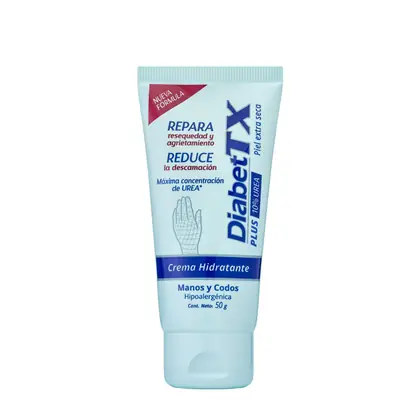 NUEVA
FÓRMULA
REPARA
resequedad y
agrietamiento
REDUCE
la descamación
Máxima concentración
de UREA*
DiabetTX
PLUS 10% UREA
Piel extra seca
Crema Hidratante
Manos y Codos
Hipoalergénica
Cont. Neto: 50 g